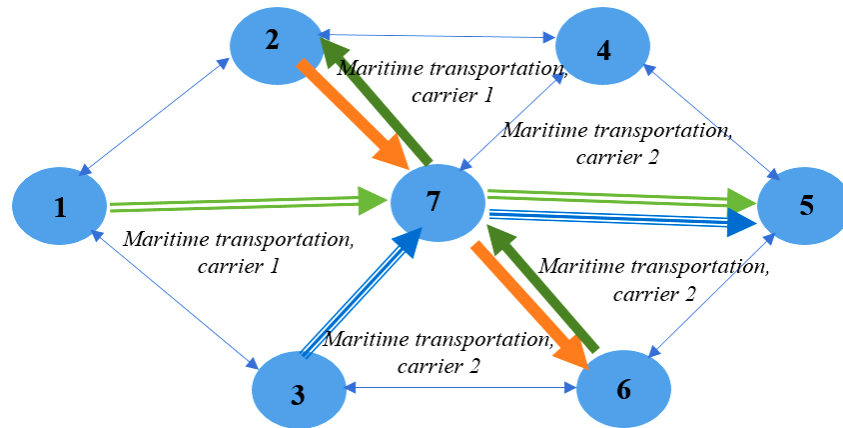 2
4
Maritime transportation,
carrier 1
Maritime transportation,
carrier 2
1
7
5
Maritime transportation,
carrier 1
Maritime transportation,
carrier 2
Maritime transportation,
carrier 2
3
6